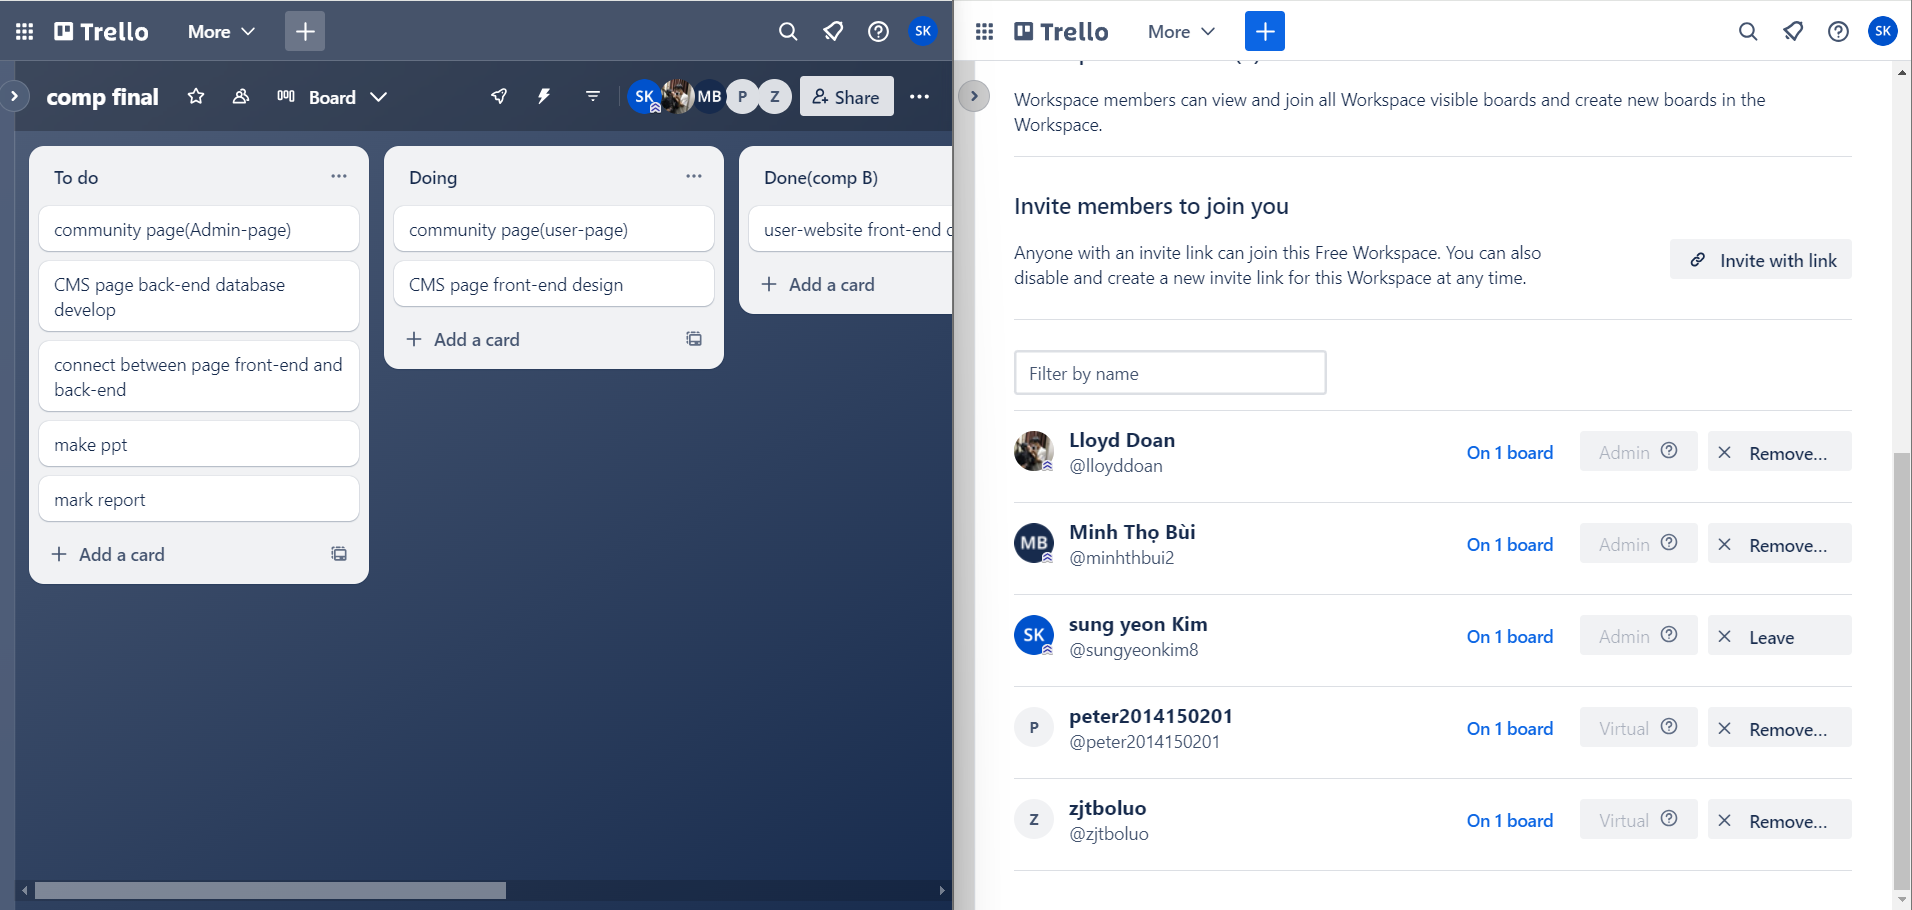 Trello
More
SK
comp final
Board
SK
MB
P
Z
Share
To do
community page(Admin-page)
CMS page back-end database
develop
connect between page front-end and
back-end
make ppt
mark report
Add a card
Doing
community page(user-page)
CMS page front-end design
Add a card
Done(comp B)
user-website front-end
Add a card
Trello
More
SK
Workspace members can view and join all Workspace visible boards and create new boards in the
Workspace.
Invite members to join you
Anyone with an invite link can join this Free Workspace. You can also
disable and create a new invite link for this Workspace at any time.
Invite with link
Filter by name
Lloyd Doan
@lloyddoan
On 1 board
Admin
Remove...
MB
Minh Thọ Bùi
@minhthbui2
On 1 board
Admin
Remove...
SK
sung yeon Kim
@sungyeonkim8
On 1 board
Admin
Leave
P
peter2014150201
@peter2014150201
On 1 board
Virtual
Remove...
Z
zjtboluo
@zjtboluo
On 1 board
Virtual
Remove...